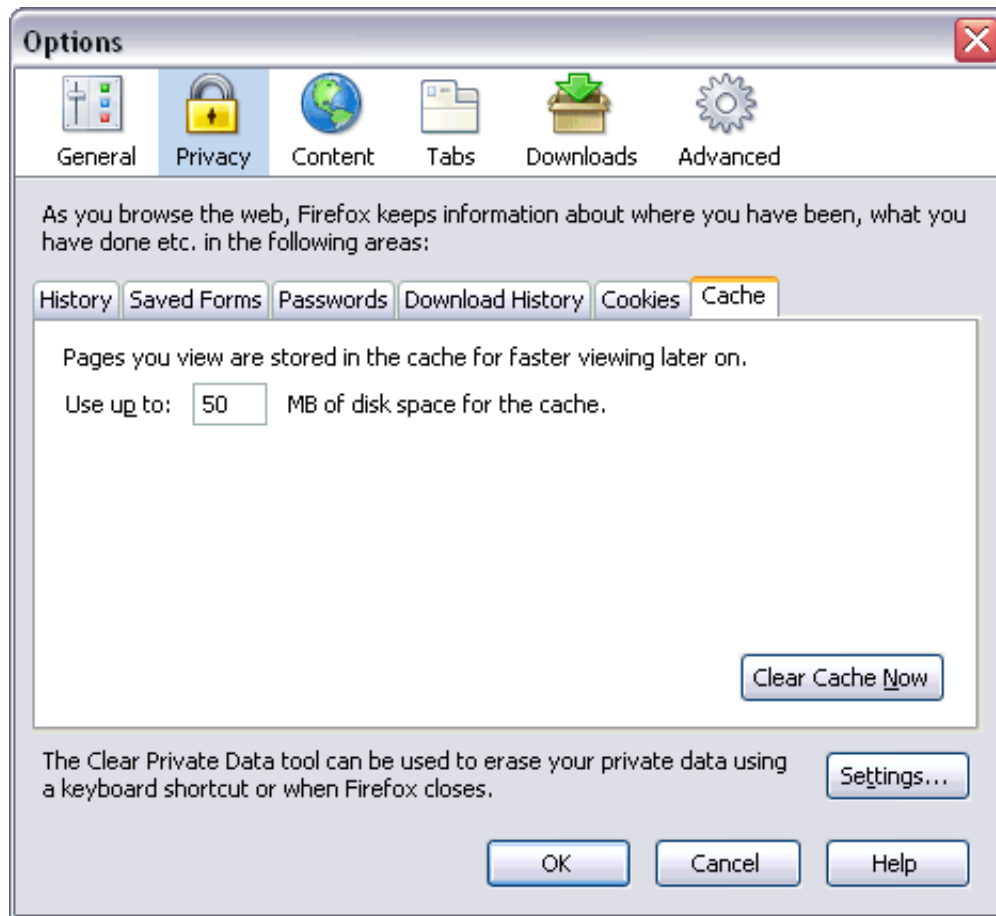 Options
General Privacy Content Tabs Downloads Advanced
As you browse the web, Firefox keeps information about where you have been, what you
have done etc. in the following areas:
History Saved Forms Passwords Download History Cookies Cache
Pages you view are stored in the cache for faster viewing later on.
Use up to: 50 MB of disk space for the cache.
Clear Cache Now
The Clear Private Data tool can be used to erase your private data using
a keyboard shortcut or when Firefox closes.
Settings...
OK Cancel Help